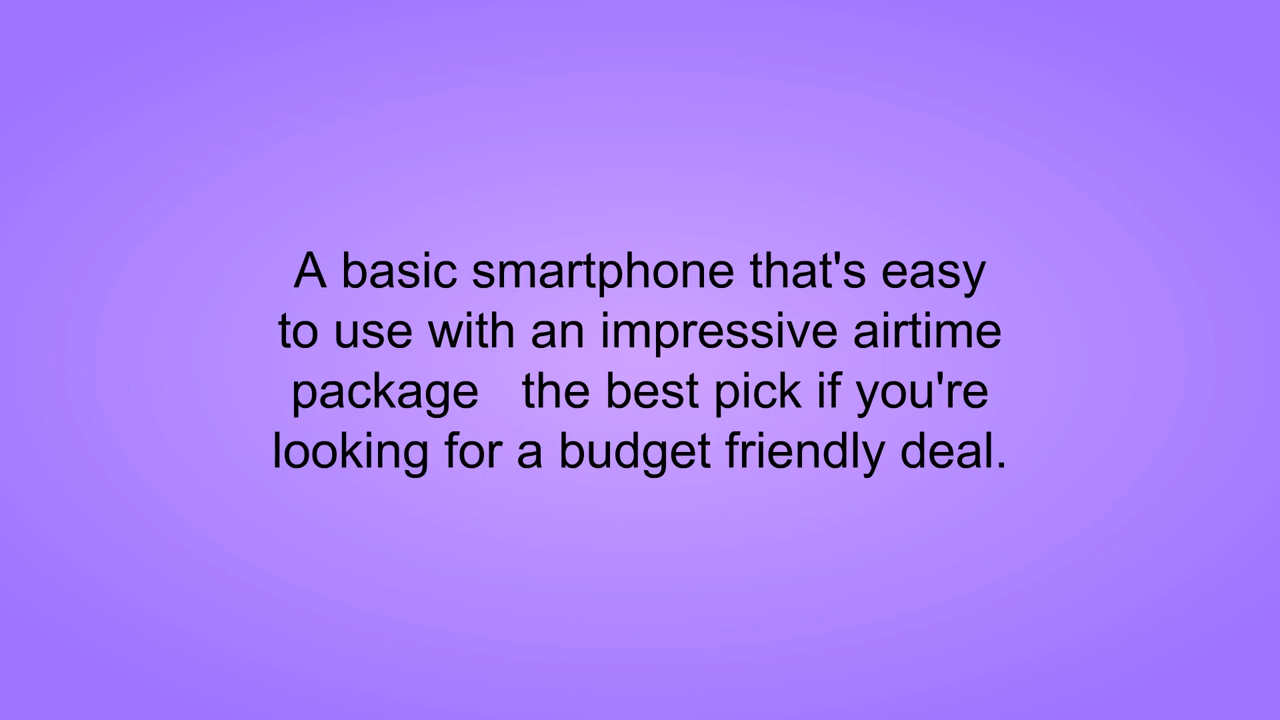 A basic smartphone that's easy
to use with an impressive airtime
package   the best pick if you're
looking for a budget friendly deal.